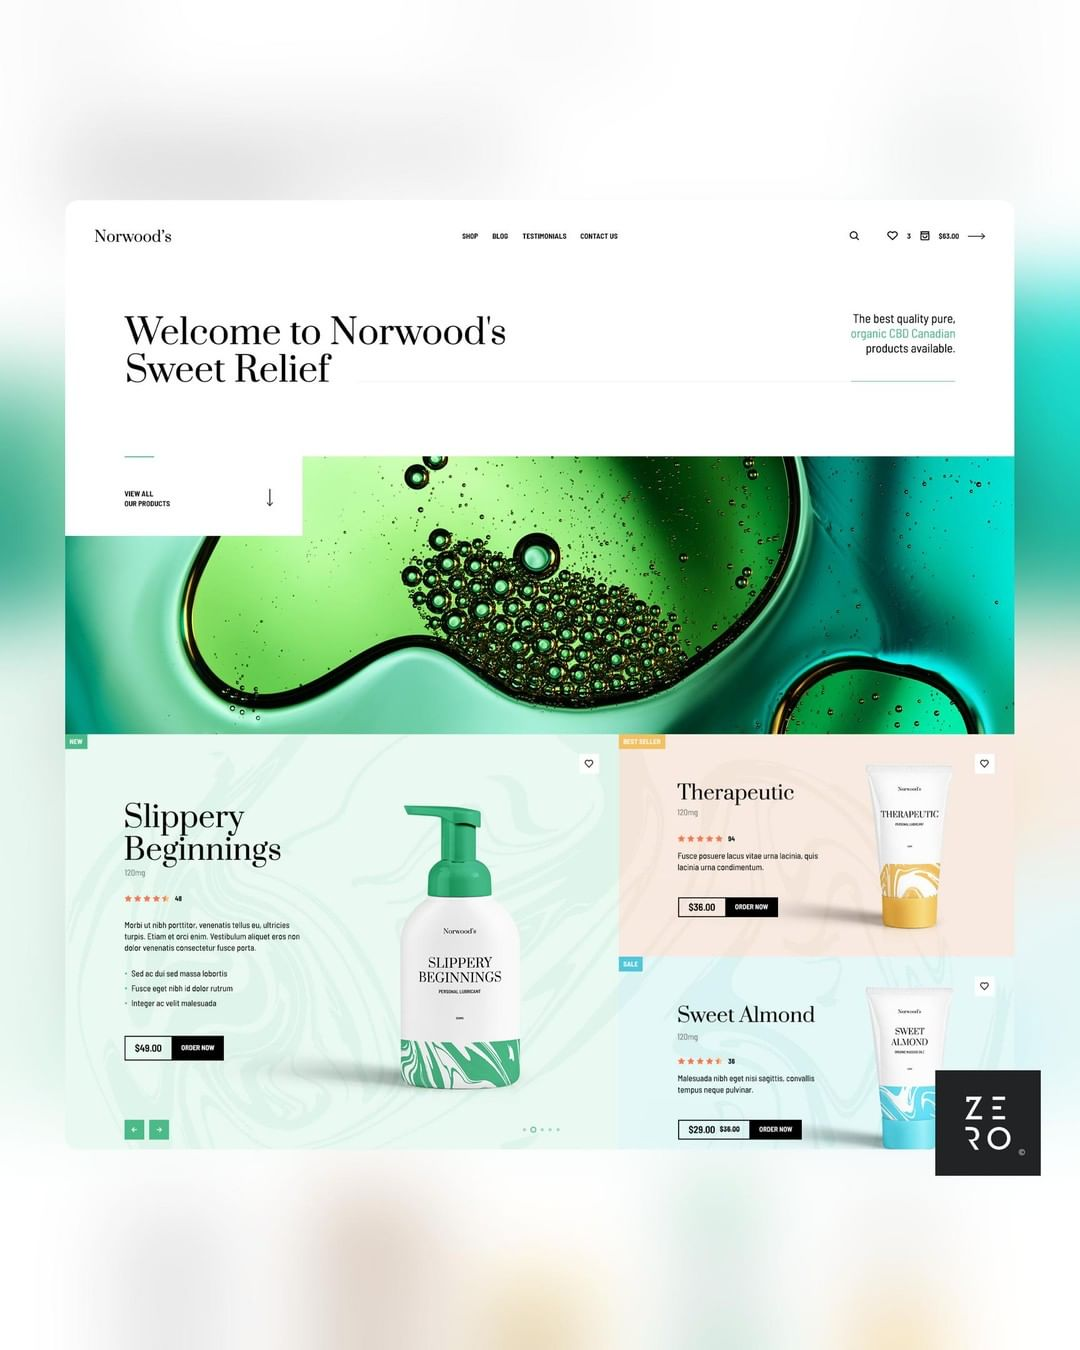 Norwood's
SHOP BLOG TESTIMONIALS CONTACT US
3 $63.00
Welcome to Norwood's
Sweet Relief
The best quality pure,
organic CBD Canadian
products available.
VIEW ALL
OUR PRODUCTS
NEW
Slippery
Beginnings
120mg
48
Morbi ut nibh porttitor, venenatis tellus eu, ultricies
turpis. Etiam et orci enim. Vestibulum aliquet eros non
dolor venenatis consectetur fusce porta.
Sed ac dui sed massa lobortis
Fusce eget nibh id dolor rutrum
Integer ac velit malesuada
$49.00 ORDER NOW
Norwood's
SLIPPERY
BEGINNINGS
PERSONAL LUBRICANT
BEST SELLER
Therapeutic
120mg
94
Fusce posuere lacus vitae urna lacinia, quis
lacinia urna condimentum.
$36.00 ORDER NOW
Norwood's
THERAPEUTIC
PERSONAL LUBRICANT
SALE
Sweet Almond
120mg
36
Malesuada nibh eget nisi sagittis, convallis
tempus neque pulvinar.
$29.00 $36.00 ORDER NOW
Norwood's
SWEET
ALMOND
ORGANIC MASSAGE OILS
ZE
RO ©